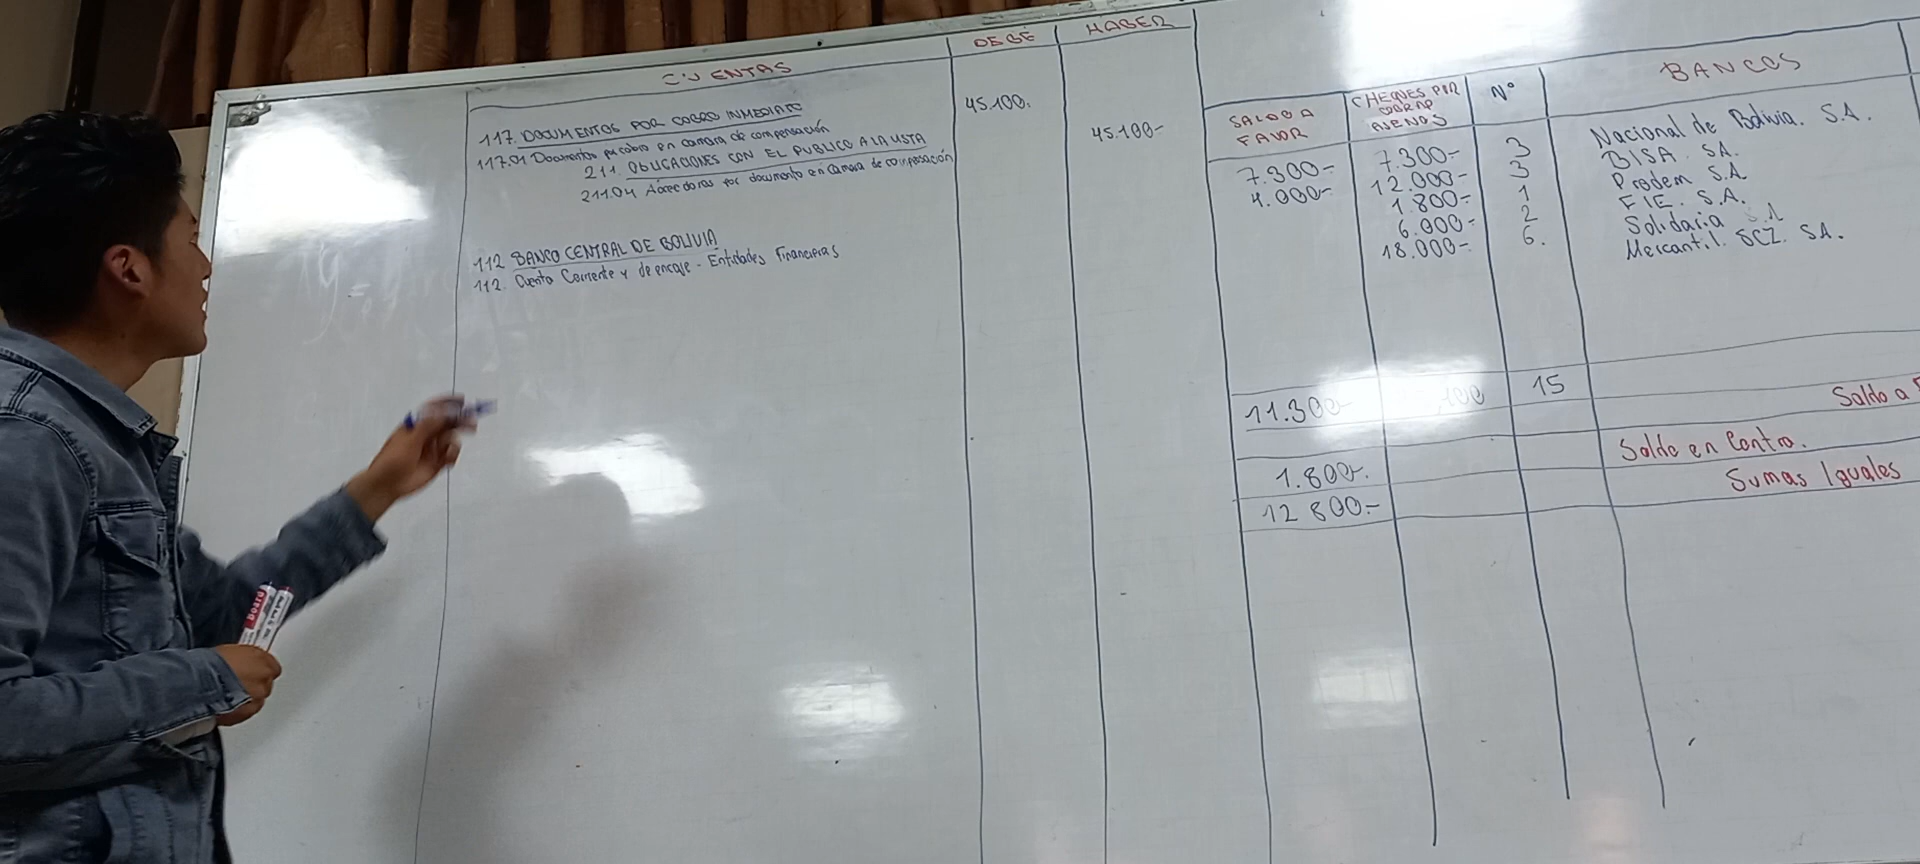 CUENTAS
DEBE
HABER
117. DOCUMENTOS POR COBRO INMEDIATO
45.100.
117.01 Documentos en camara de compensación
45.100-
211. OBLIGACIONES CON EL PUBLICO A LA VISTA
211.04 por documento en camara de compensación
112 BANCO CENTRAL DE BOLIVIA
112. Cuenta Corriente y de encaje - Entidades Financieras
SALDO A FAVOR
CHEQUES POR COBRAR AJENOS
N°
BANCOS
7.300- 7.300- 3 Nacional de Bolivia. S.A.
4.000- 12.000- 3 BISA. SA.
1.800- 1 Prodem S.A
6.000- 2 FIE. S.A.
18.000- 6. Solidaria S.A
Mercantil. SCZ. SA.
11.300- 100 15 Saldo a
1.800-. Saldo en Contra.
12 800.- Sumas Iguales
Board